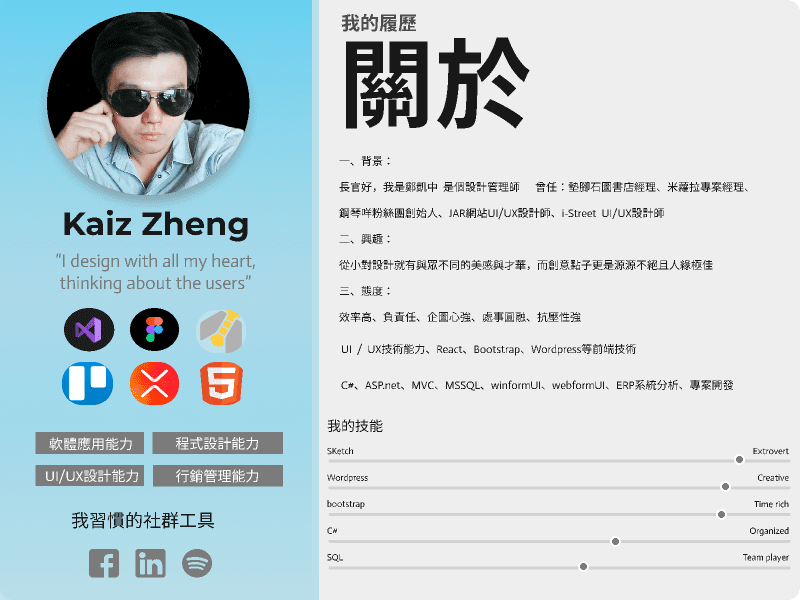 Kaiz Zheng
“I design with all my heart,
thinking about the users”
軟體應用能力
程式設計能力
UI/UX設計能力
行銷管理能力
我習慣的社群工具
我的履歷
關於
一、背景：
長官好，我是鄭凱中 是個設計管理師 曾任：墊腳石圖書店經理、米蘿拉專案經理、
鋼琴咩粉絲團創始人、JAR網站UI/UX設計師、i-Street UI/UX設計師
二、興趣：
從小對設計就有與眾不同的美感與才華，而創意點子更是源源不絕且人緣極佳
三、態度：
效率高、負責任、企圖心強、處事圓融、抗壓性強
UI / UX技術能力、React、Bootstrap、Wordpress等前端技術
C#、ASP.net、MVC、MSSQL、winformUI、webformUI、ERP系統分析、專案開發
我的技能
SKetch
Extrovert
Wordpress
Creative
bootstrap
Time rich
C#
Organized
SQL
Team player